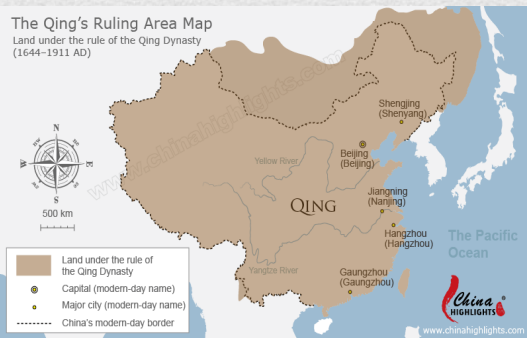 The Qing's Ruling Area Map
Land under the rule of the Qing Dynasty
(1644–1911 AD)
www.chinahighlights.com
Shengjing
(Shenyang)
Beijing
(Beijing)
Yellow River
N
NE
E
SE
S
SW
W
NW
500 km
QING
Jiangning
(Nanjing)
Hangzhou
(Hangzhou)
The Pacific
Ocean
Yangtze River
Gaungzhou
(Gaungzhou)
Land under the rule of
the Qing Dynasty
Capital (modern-day name)
Major city (modern-day name)
China's modern-day border
China
HIGHLIGHTS
www.chinahighlights.com